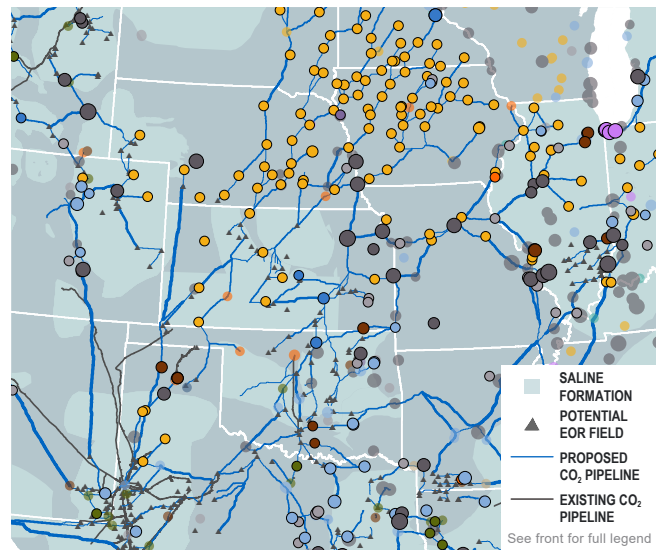 SALINE
FORMATION
POTENTIAL
EOR FIELD
PROPOSED
CO₂ PIPELINE
EXISTING CO₂
PIPELINE
See front for full legend